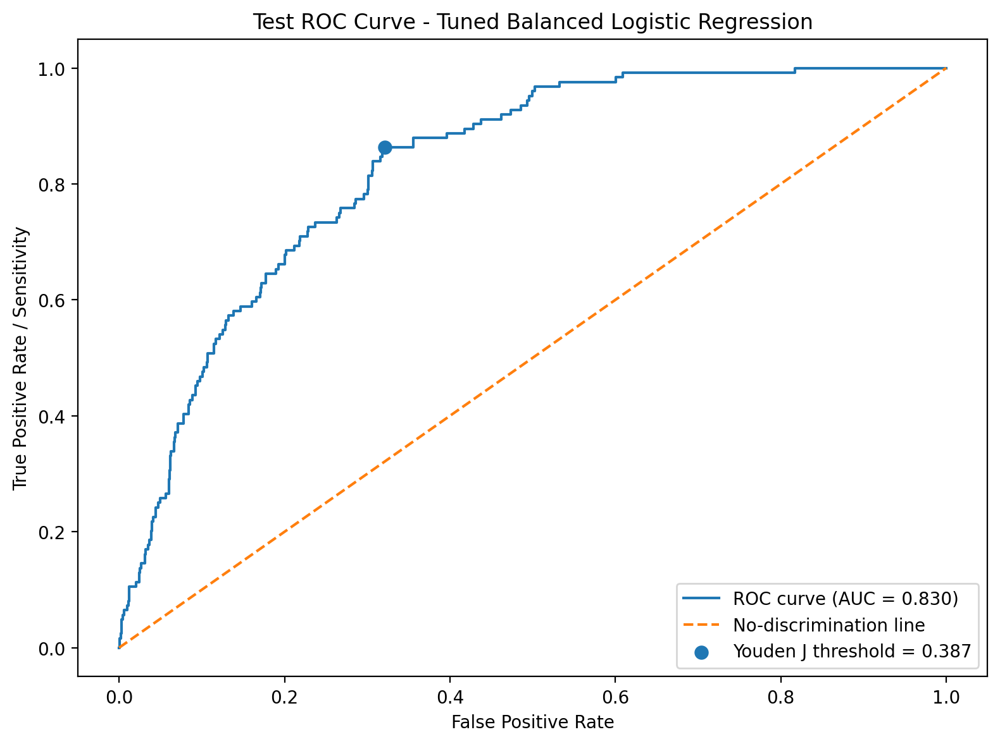 Test ROC Curve - Tuned Balanced Logistic Regression
True Positive Rate / Sensitivity
1.0
0.8
0.6
0.4
0.2
0.0
0.0 0.2 0.4 0.6 0.8 1.0
False Positive Rate
ROC curve (AUC = 0.830)
No-discrimination line
Youden J threshold = 0.387